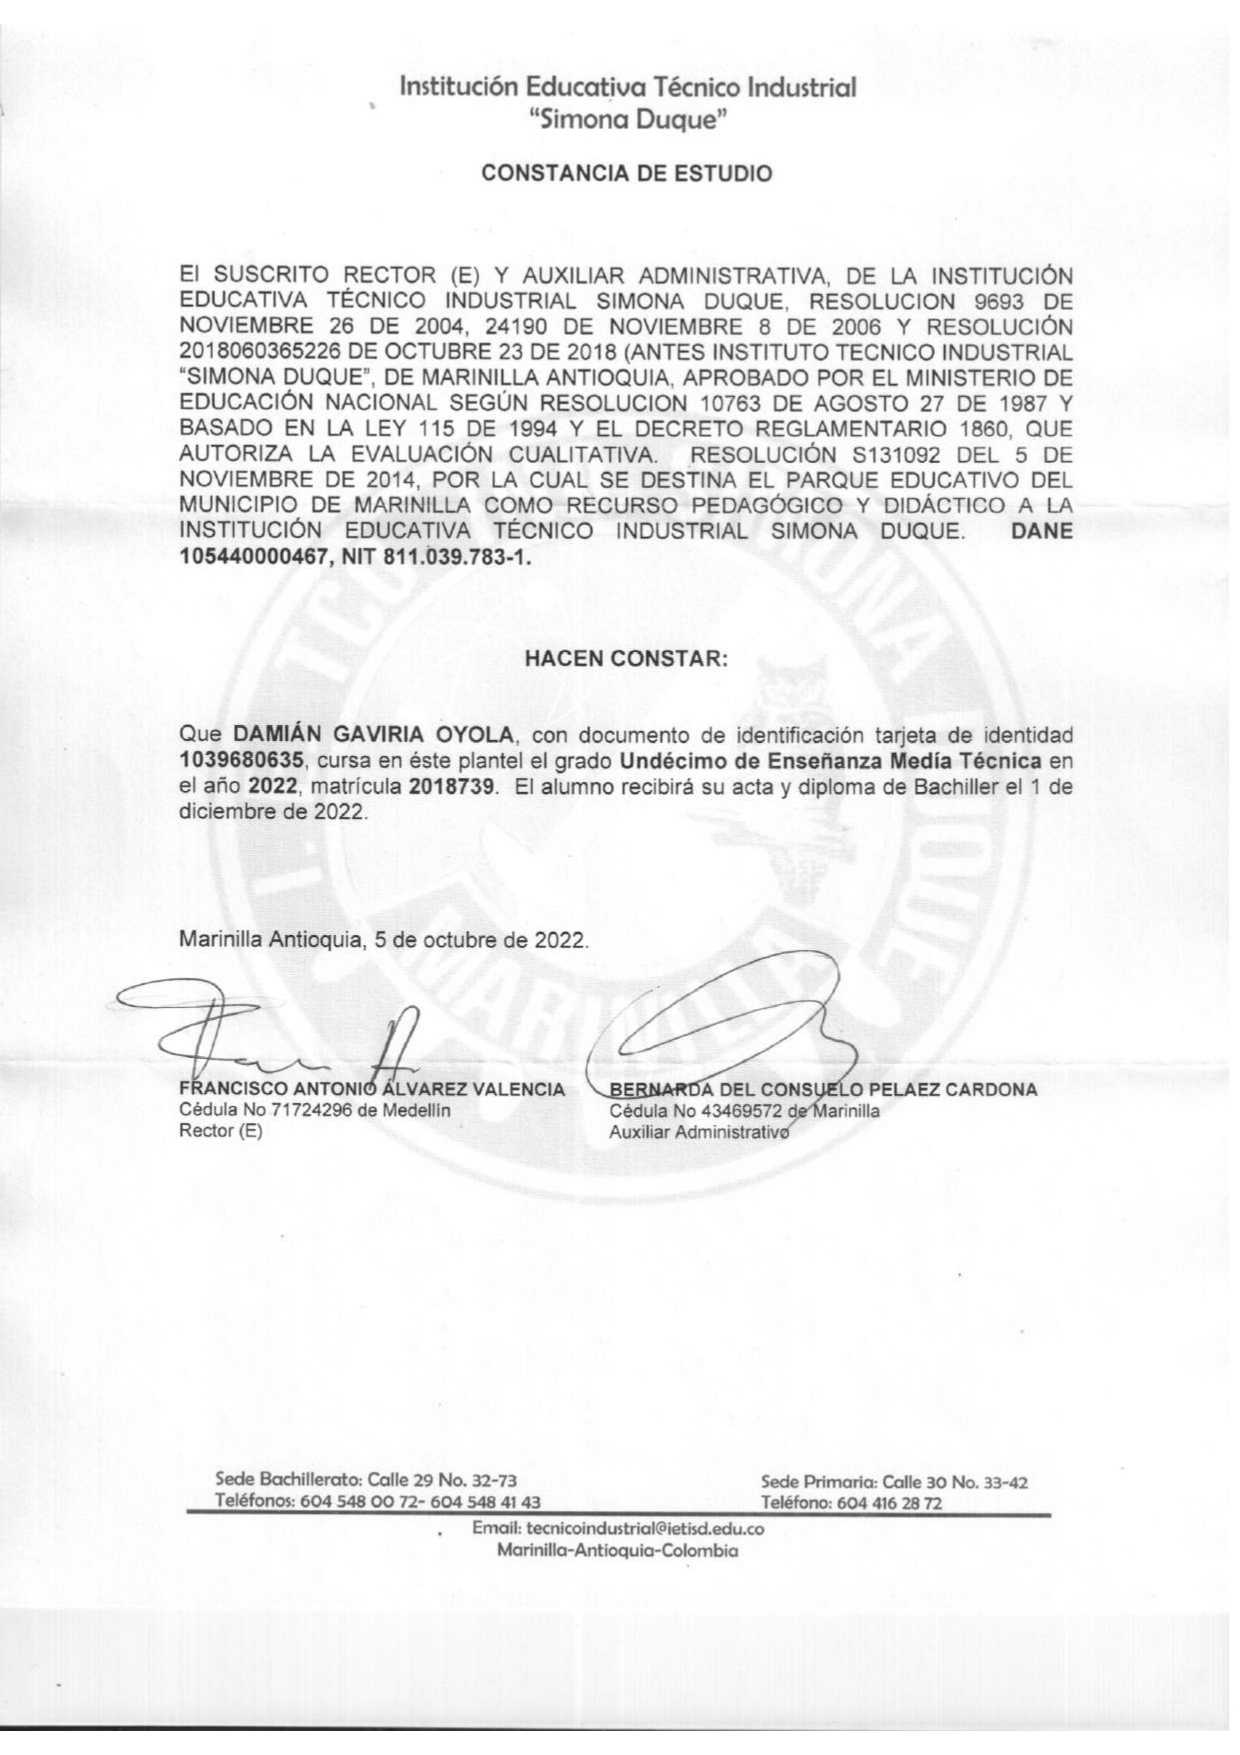 Institución Educativa Técnico Industrial
“Simona Duque”
CONSTANCIA DE ESTUDIO
El SUSCRITO RECTOR (E) Y AUXILIAR ADMINISTRATIVA, DE LA INSTITUCIÓN
EDUCATIVA TÉCNICO INDUSTRIAL SIMONA DUQUE, RESOLUCION 9693 DE
NOVIEMBRE 26 DE 2004, 24190 DE NOVIEMBRE 8 DE 2006 Y RESOLUCIÓN
2018060365226 DE OCTUBRE 23 DE 2018 (ANTES INSTITUTO TECNICO INDUSTRIAL
“SIMONA DUQUE”, DE MARINILLA ANTIOQUIA, APROBADO POR EL MINISTERIO DE
EDUCACIÓN NACIONAL SEGÚN RESOLUCION 10763 DE AGOSTO 27 DE 1987 Y
BASADO EN LA LEY 115 DE 1994 Y EL DECRETO REGLAMENTARIO 1860, QUE
AUTORIZA LA EVALUACIÓN CUALITATIVA. RESOLUCIÓN S131092 DEL 5 DE
NOVIEMBRE DE 2014, POR LA CUAL SE DESTINA EL PARQUE EDUCATIVO DEL
MUNICIPIO DE MARINILLA COMO RECURSO PEDAGÓGICO Y DIDÁCTICO A LA
INSTITUCIÓN EDUCATIVA TÉCNICO INDUSTRIAL SIMONA DUQUE. DANE
105440000467, NIT 811.039.783-1.
HACEN CONSTAR:
Que DAMIÁN GAVIRIA OYOLA, con documento de identificación tarjeta de identidad
1039680635, cursa en éste plantel el grado Undécimo de Enseñanza Medía Técnica en
el año 2022, matrícula 2018739. El alumno recibirá su acta y diploma de Bachiller el 1 de
diciembre de 2022.
Marinilla Antioquia, 5 de octubre de 2022.
FRANCISCO ANTONIO ÁLVAREZ VALENCIA
Cédula No 71724296 de Medellín
Rector (E)
BERNARDA DEL CONSUELO PELAEZ CARDONA
Cédula No 43469572 de Marinilla
Auxiliar Administrativo
Sede Bachillerato: Calle 29 No. 32-73
Teléfonos: 604 548 00 72- 604 548 41 43
Sede Primaria: Calle 30 No. 33-42
Teléfono: 604 416 28 72
Email: tecnicoindustrial@ietisd.edu.co
Marinilla-Antioquia-Colombia